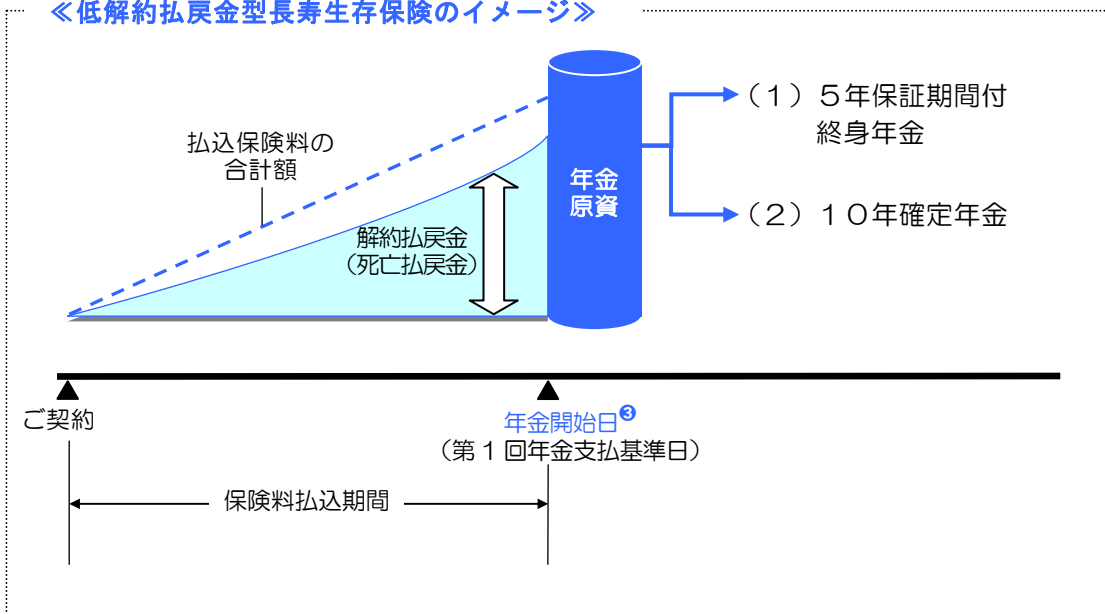 ≪低解約払戻金型長寿生存保険のイメージ≫
払込保険料の
合計額
解約払戻金
（死亡払戻金）
年金
原資
（１）５年保証期間付
終身年金
（２）１０年確定年金
ご契約
年金開始日❸
（第１回年金支払基準日）
保険料払込期間